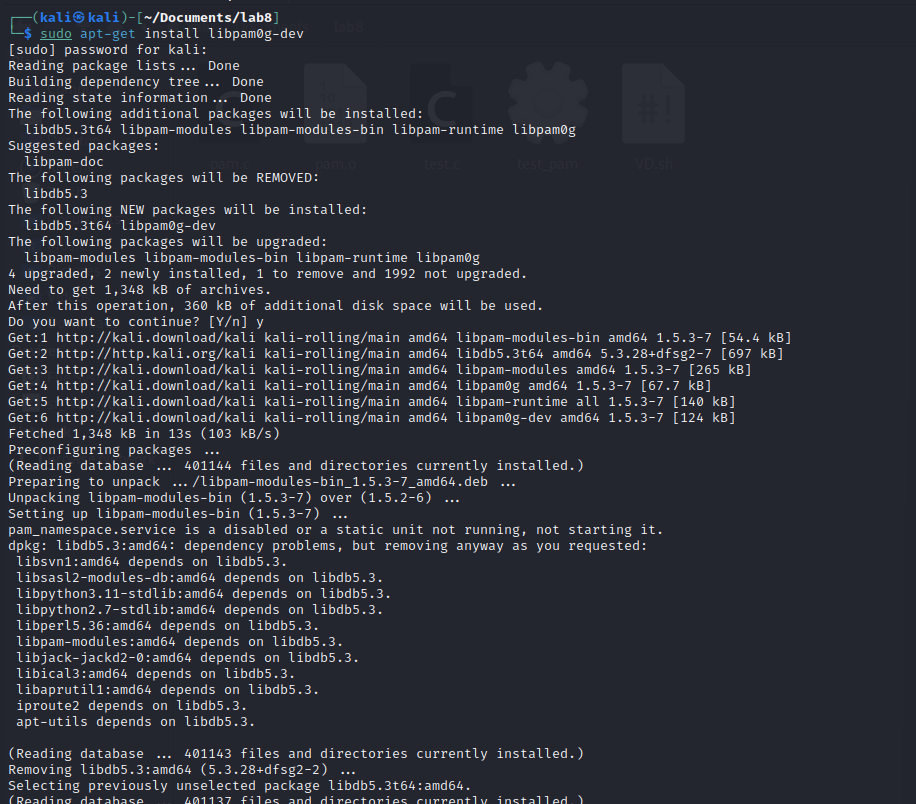 ┌──(kali㉿kali)-[~/Documents/lab8]
└─$ sudo apt-get install libpam0g-dev
[sudo] password for kali:
Reading package lists... Done
Building dependency tree... Done
Reading state information... Done
The following additional packages will be installed:
  libdb5.3t64 libpam-modules libpam-modules-bin libpam-runtime libpam0g
Suggested packages:
  libpam-doc
The following packages will be REMOVED:
  libdb5.3
The following NEW packages will be installed:
  libdb5.3t64 libpam0g-dev
The following packages will be upgraded:
  libpam-modules libpam-modules-bin libpam-runtime libpam0g
4 upgraded, 2 newly installed, 1 to remove and 1992 not upgraded.
Need to get 1,348 kB of archives.
After this operation, 360 kB of additional disk space will be used.
Do you want to continue? [Y/n] y
Get:1 http://kali.download/kali kali-rolling/main amd64 libpam-modules-bin amd64 1.5.3-7 [54.4 kB]
Get:2 http://http.kali.org/kali kali-rolling/main amd64 libdb5.3t64 amd64 5.3.28+dfsg2-7 [697 kB]
Get:3 http://kali.download/kali kali-rolling/main amd64 libpam-modules amd64 1.5.3-7 [265 kB]
Get:4 http://kali.download/kali kali-rolling/main amd64 libpam0g amd64 1.5.3-7 [67.7 kB]
Get:5 http://kali.download/kali kali-rolling/main amd64 libpam-runtime all 1.5.3-7 [140 kB]
Get:6 http://kali.download/kali kali-rolling/main amd64 libpam0g-dev amd64 1.5.3-7 [124 kB]
Fetched 1,348 kB in 13s (103 kB/s)
Preconfiguring packages ...
(Reading database ... 401144 files and directories currently installed.)
Preparing to unpack .../libpam-modules-bin_1.5.3-7_amd64.deb ...
Unpacking libpam-modules-bin (1.5.3-7) over (1.5.2-6) ...
Setting up libpam-modules-bin (1.5.3-7) ...
pam_namespace.service is a disabled or a static unit not running, not starting it.
dpkg: libdb5.3:amd64: dependency problems, but removing anyway as you requested:
 libsvn1:amd64 depends on libdb5.3.
 libsasl2-modules-db:amd64 depends on libdb5.3.
 libpython3.11-stdlib:amd64 depends on libdb5.3.
 libpython2.7-stdlib:amd64 depends on libdb5.3.
 libperl5.36:amd64 depends on libdb5.3.
 libpam-modules:amd64 depends on libdb5.3.
 libjack-jackd2-0:amd64 depends on libdb5.3.
 libical3:amd64 depends on libdb5.3.
 libaprutil1:amd64 depends on libdb5.3.
 iproute2 depends on libdb5.3.
 apt-utils depends on libdb5.3.

(Reading database ... 401143 files and directories currently installed.)
Removing libdb5.3:amd64 (5.3.28+dfsg2-2) ...
Selecting previously unselected package libdb5.3t64:amd64.
(Reading database ... 401137 files and directories currently installed.)
lab8
pam.c
test.c
test_pam
VD.sh